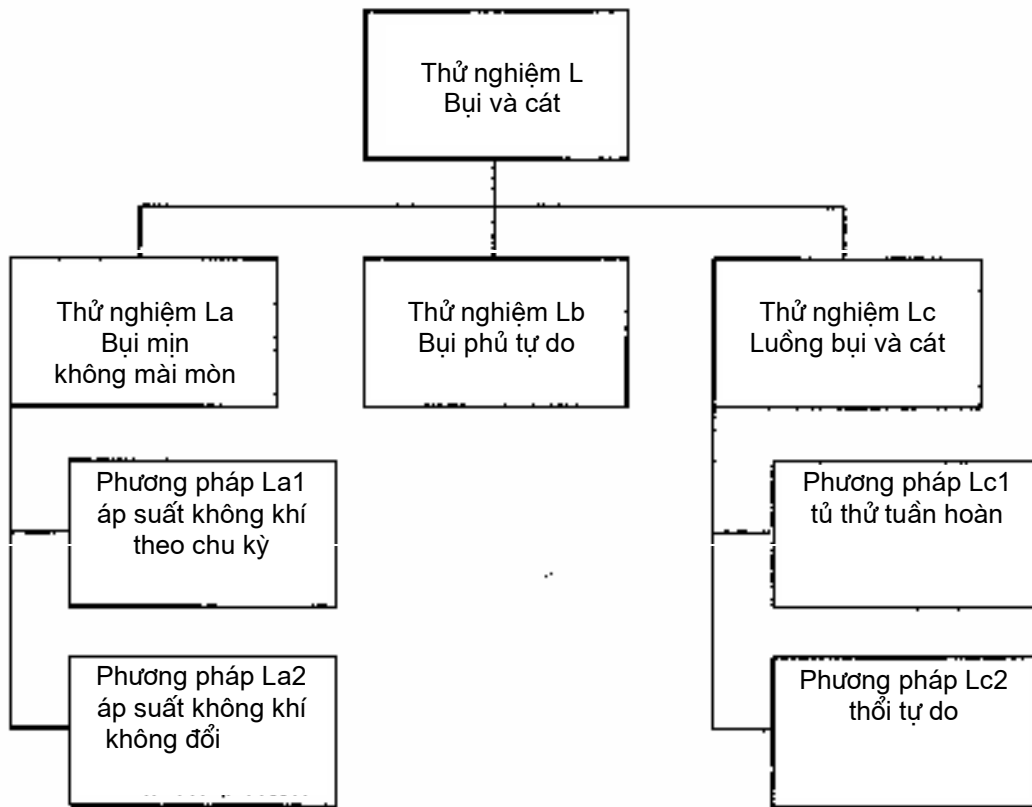 Thử nghiệm L
Bụi và cát
Thử nghiệm La
Bụi mịn
không mài mòn
Thử nghiệm Lb
Bụi phủ tự do
Thử nghiệm Lc
Luồng bụi và cát
Phương pháp La1
áp suất không khí
theo chu kỳ
Phương pháp Lc1
tủ thử tuần hoàn
Phương pháp La2
áp suất không khí
không đổi
Phương pháp Lc2
thổi tự do